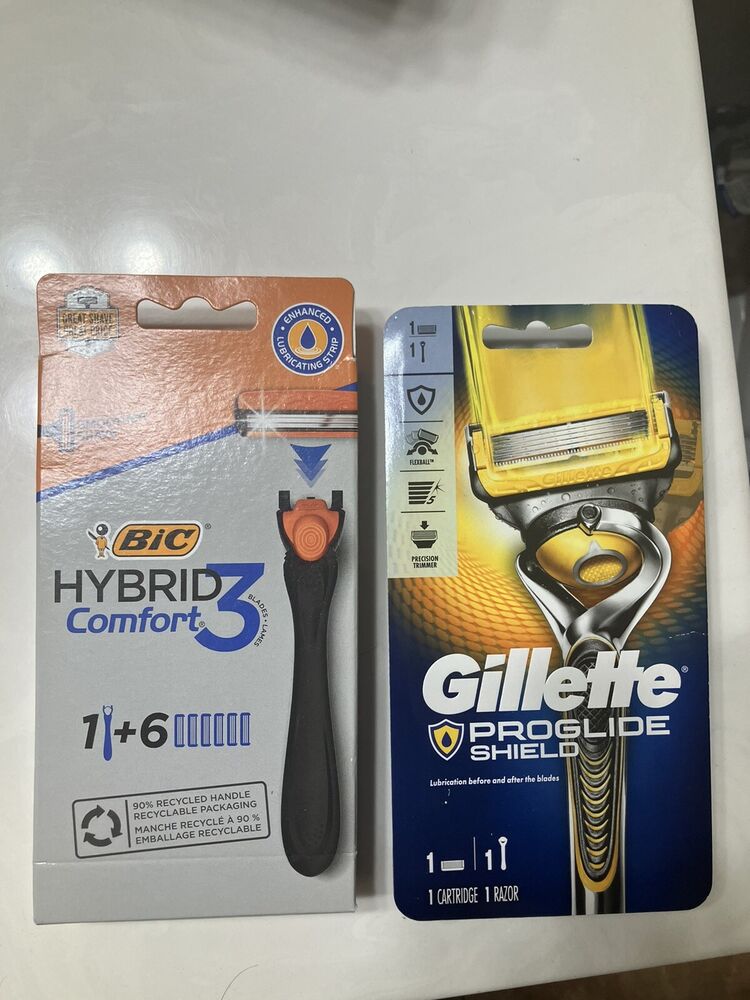 GREAT SHAVE
GREAT PRICE
ENHANCED
LUBRICATING STRIP
BiC®
HYBRID 3
Comfort®
BLADES • LAMES
1 + 6
90% RECYCLED HANDLE
RECYCLABLE PACKAGING
MANCHE RECYCLÉ À 90 %
EMBALLAGE RECYCLABLE
1
1
FLEXBALL™
5
PRECISION
TRIMMER
Gillette
Gillette®
PROGLIDE
SHIELD
Lubrication before and after the blades
1 1
1 CARTRIDGE 1 RAZOR